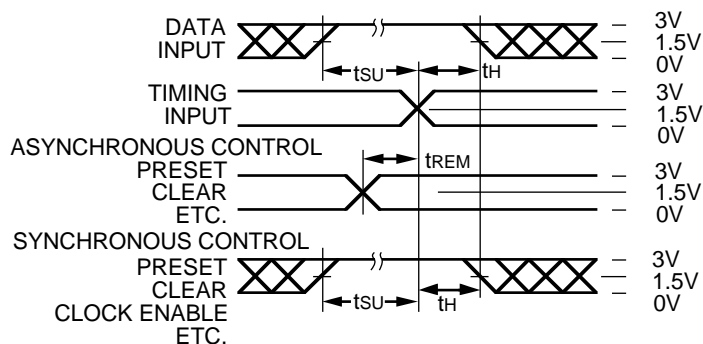 DATA
INPUT
3V
1.5V
0V
tSU
tH
TIMING
INPUT
3V
1.5V
0V
ASYNCHRONOUS CONTROL
tREM
PRESET
CLEAR
ETC.
3V
1.5V
0V
SYNCHRONOUS CONTROL
PRESET
CLEAR
CLOCK ENABLE
ETC.
3V
1.5V
0V
tSU
tH